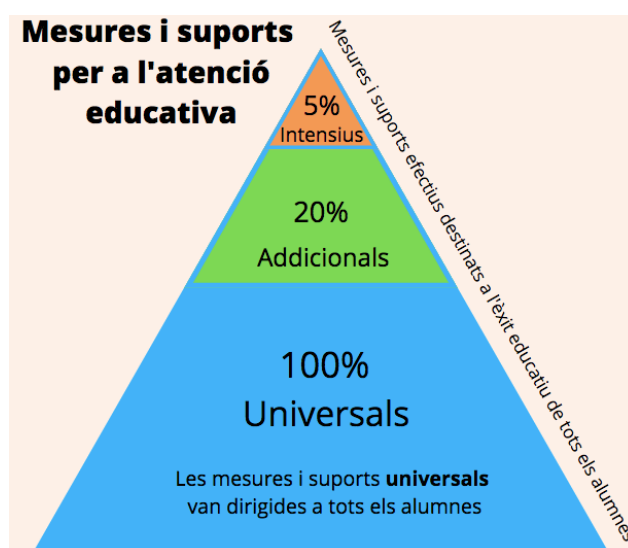 Mesures i suports
per a l'atenció
educativa
Mesures i suports efectius destinats a l'èxit educatiu de tots els alumnes
5%
Intensius
20%
Addicionals
100%
Universals
Les mesures i suports universals
van dirigides a tots els alumnes